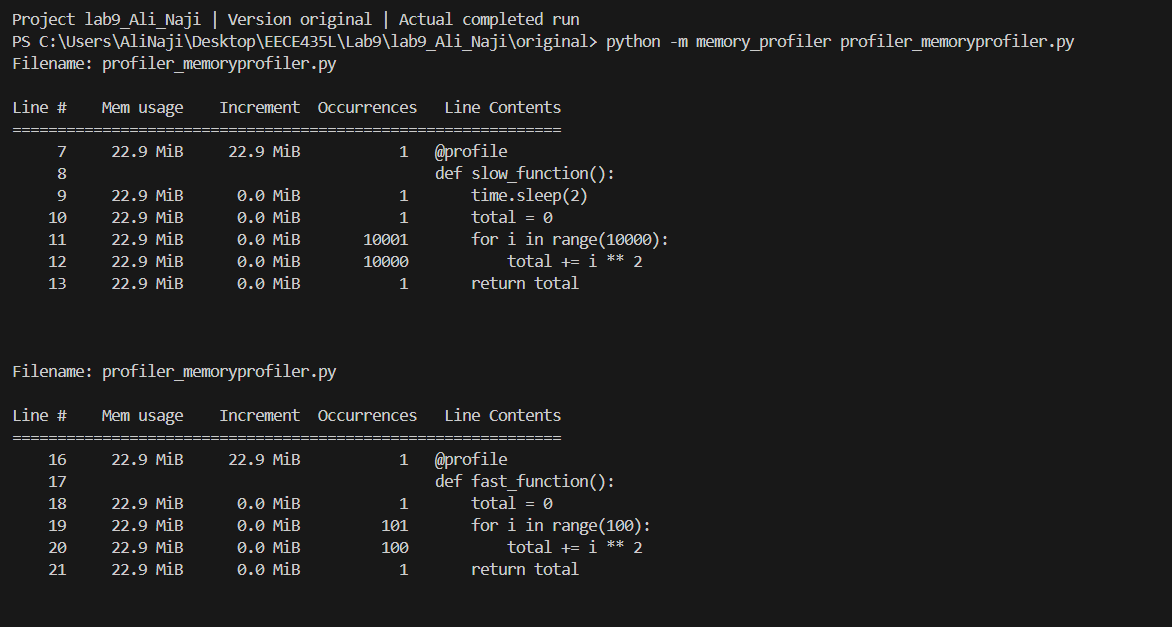 Project lab9_Ali_Naji | Version original | Actual completed run
PS C:\Users\AliNaji\Desktop\EECE435L\Lab9\lab9_Ali_Naji\original> python -m memory_profiler profiler_memoryprofiler.py
Filename: profiler_memoryprofiler.py
Line #    Mem usage    Increment  Occurrences   Line Contents
=============================================================
     7     22.9 MiB     22.9 MiB           1   @profile
     8                                         def slow_function():
     9     22.9 MiB      0.0 MiB           1       time.sleep(2)
    10     22.9 MiB      0.0 MiB           1       total = 0
    11     22.9 MiB      0.0 MiB       10001       for i in range(10000):
    12     22.9 MiB      0.0 MiB       10000           total += i ** 2
    13     22.9 MiB      0.0 MiB           1       return total
Filename: profiler_memoryprofiler.py
Line #    Mem usage    Increment  Occurrences   Line Contents
=============================================================
    16     22.9 MiB     22.9 MiB           1   @profile
    17                                         def fast_function():
    18     22.9 MiB      0.0 MiB           1       total = 0
    19     22.9 MiB      0.0 MiB         101       for i in range(100):
    20     22.9 MiB      0.0 MiB         100           total += i ** 2
    21     22.9 MiB      0.0 MiB           1       return total